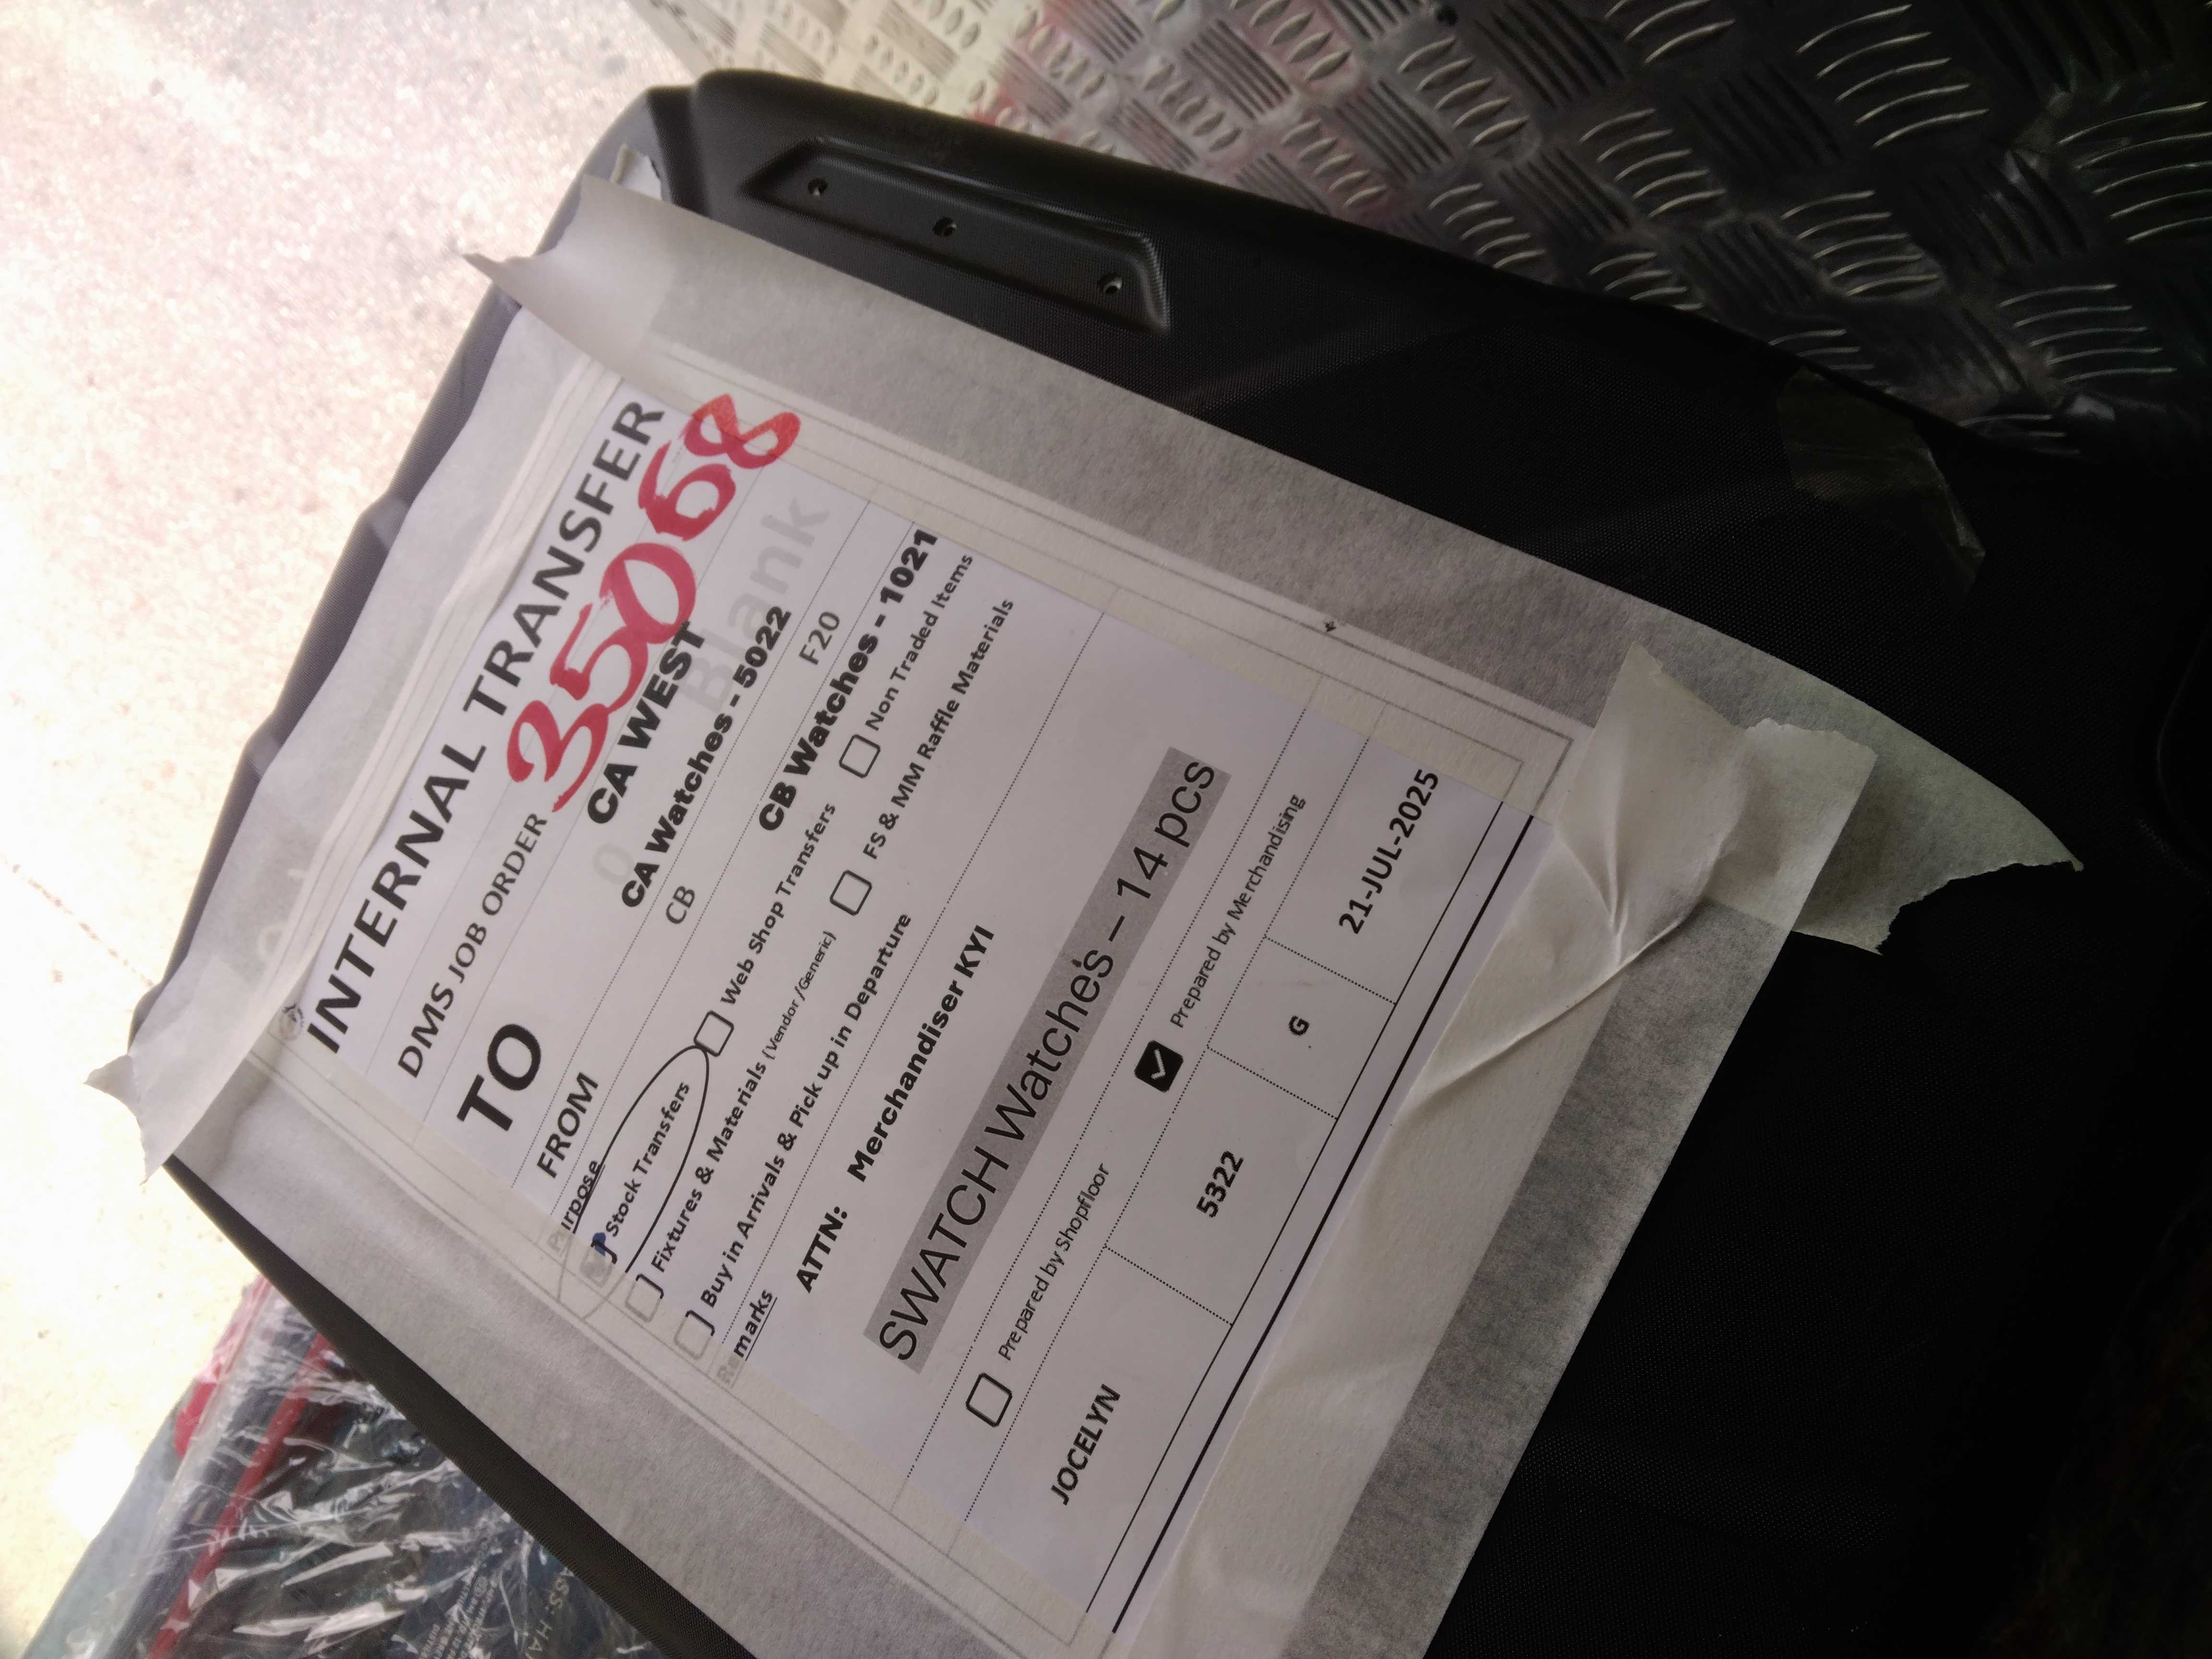 INTERNAL TRANSFER
DMS JOB ORDER 35068
TO CA WEST
CA Watches - 5022
Blank
FROM CB F20
CB Watches - 1021
Purpose
Stock Transfers Web Shop Transfers Non Traded Items
Fixtures & Materials (Vendor /Generic) FS & MM Raffle Materials
Buy in Arrivals & Pick up in Departure
Remarks
ATTN: Merchandiser KYI
SWATCH Watches – 14 pcs
Prepared by Shopfloor Prepared by Merchandising
JOCELYN 5322 G 21-JUL-2025